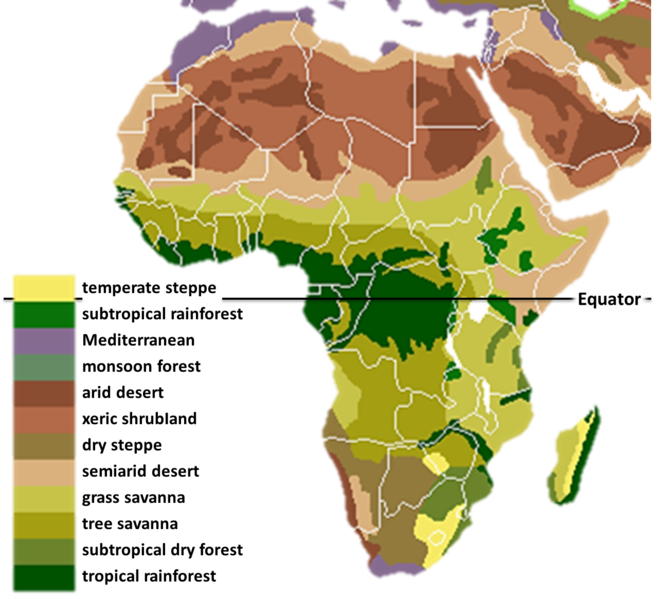 temperate steppe
subtropical rainforest
Mediterranean
monsoon forest
arid desert
xeric shrubland
dry steppe
semiarid desert
grass savanna
tree savanna
subtropical dry forest
tropical rainforest
Equator